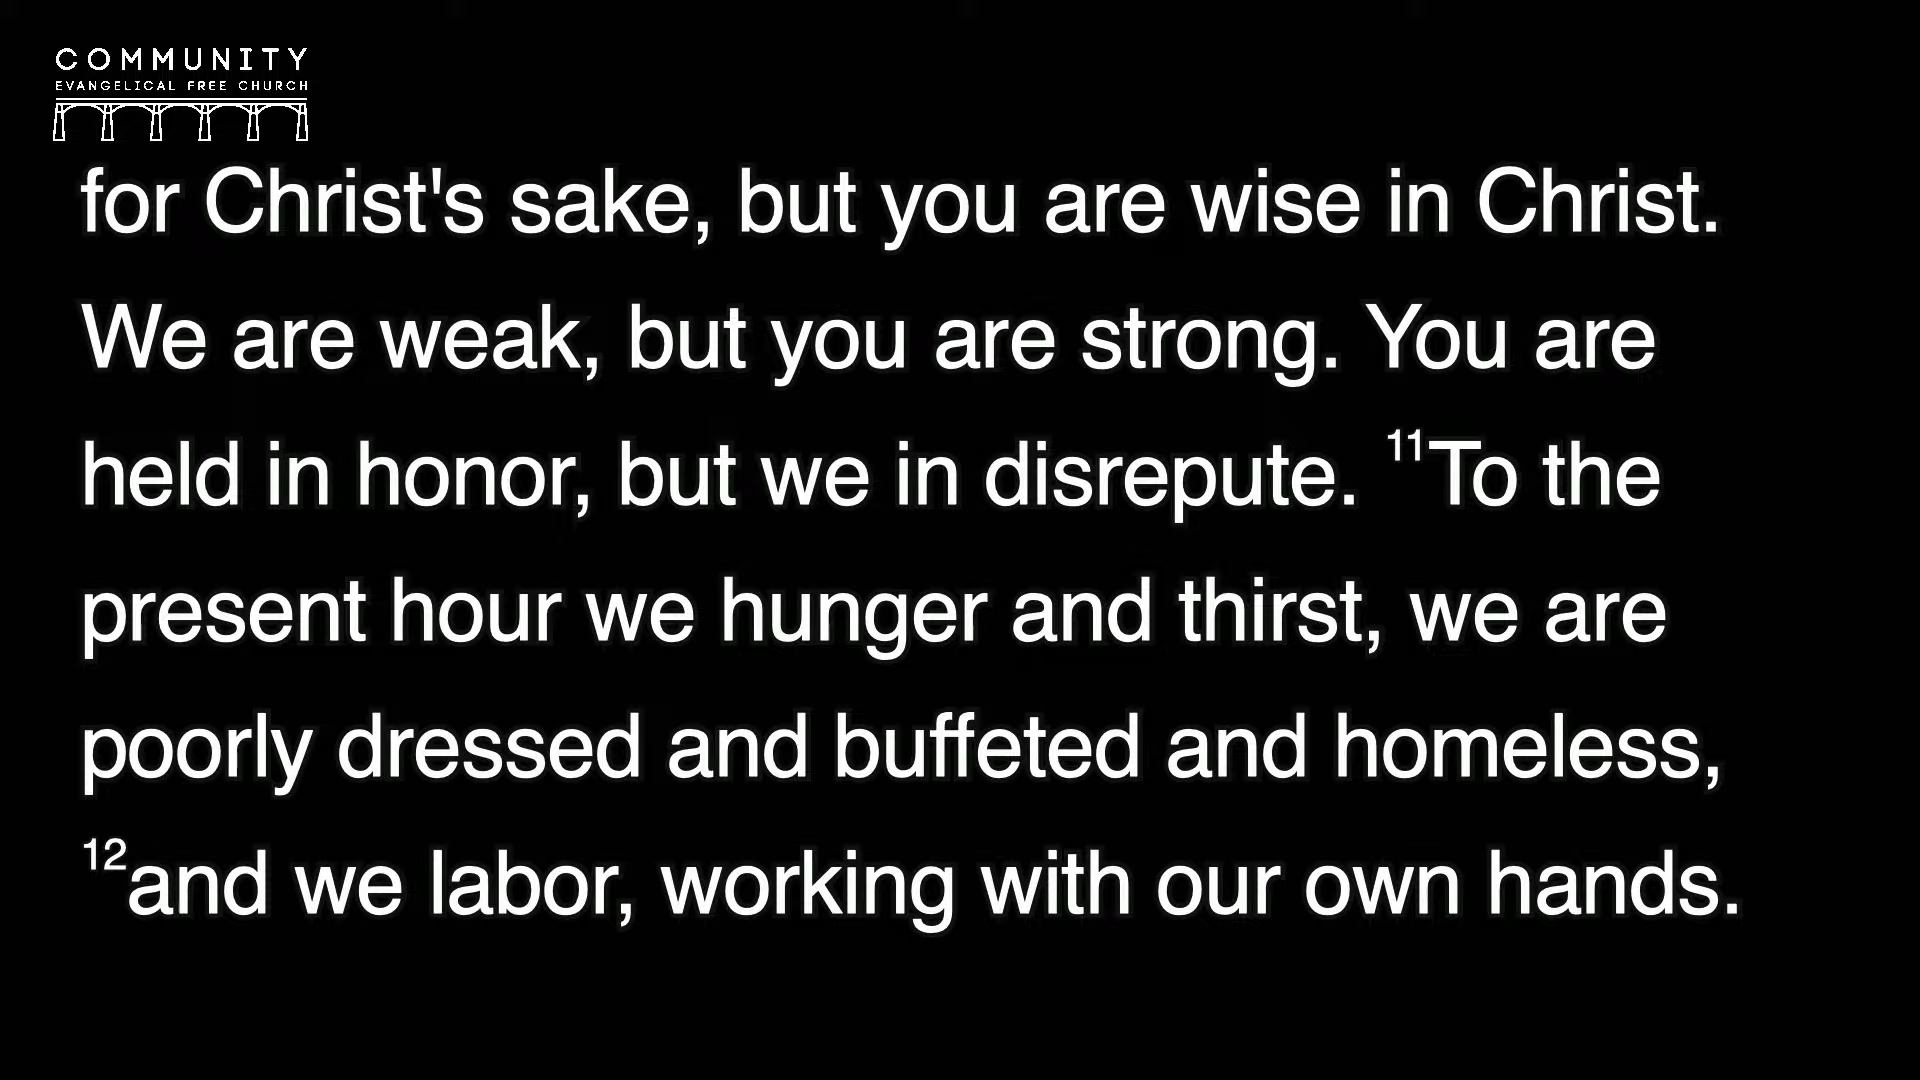 COMMUNITY
EVANGELICAL FREE CHURCH
for Christ's sake, but you are wise in Christ.
We are weak, but you are strong. You are
held in honor, but we in disrepute. 11To the
present hour we hunger and thirst, we are
poorly dressed and buffeted and homeless,
12and we labor, working with our own hands.